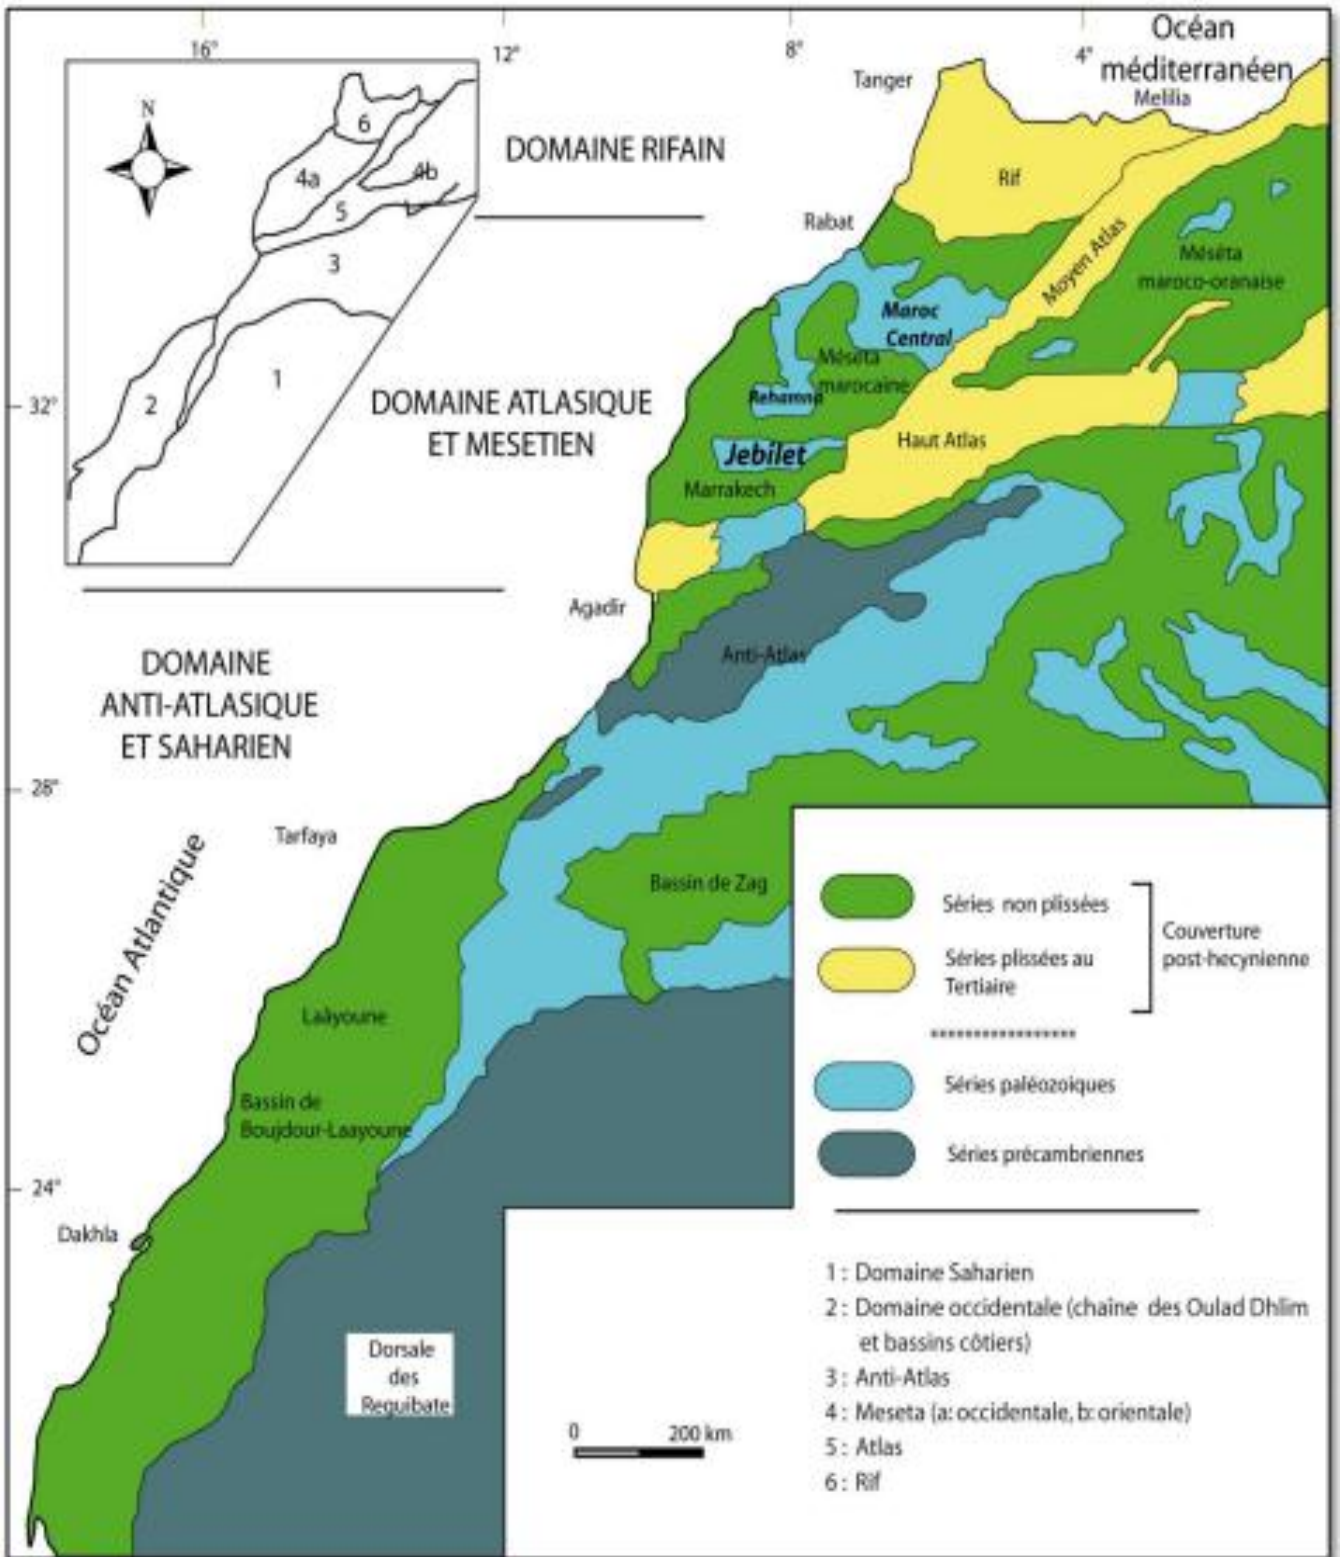 Océan
méditerranéen
16°
12°
8°
4°
Tanger
Melilia
N
6
4a
4b
5
3
2
1
DOMAINE RIFAIN
Rif
Rabat
Moyen Atlas
Méséta
maroco-oranaise
Maroc
Central
Méséta
marocaine
Rehamna
32°
DOMAINE ATLASIQUE
ET MESETIEN
Haut Atlas
Jebilet
Marrakech
Agadir
Anti-Atlas
DOMAINE
ANTI-ATLASIQUE
ET SAHARIEN
28°
Tarfaya
Océan Atlantique
Bassin de Zag
Laâyoune
Bassin de
Boujdour-Laayoune
24°
Dakhla
Dorsale
des
Reguibate
Séries non plissées
Séries plissées au
Tertiaire
Couverture
post-hecynienne
*****************
Séries paléozoiques
Séries précambriennes
1 : Domaine Saharien
2 : Domaine occidentale (chaîne des Oulad Dhlim
et bassins côtiers)
3 : Anti-Atlas
4 : Meseta (a: occidentale, b: orientale)
5 : Atlas
6 : Rif
0 200 km